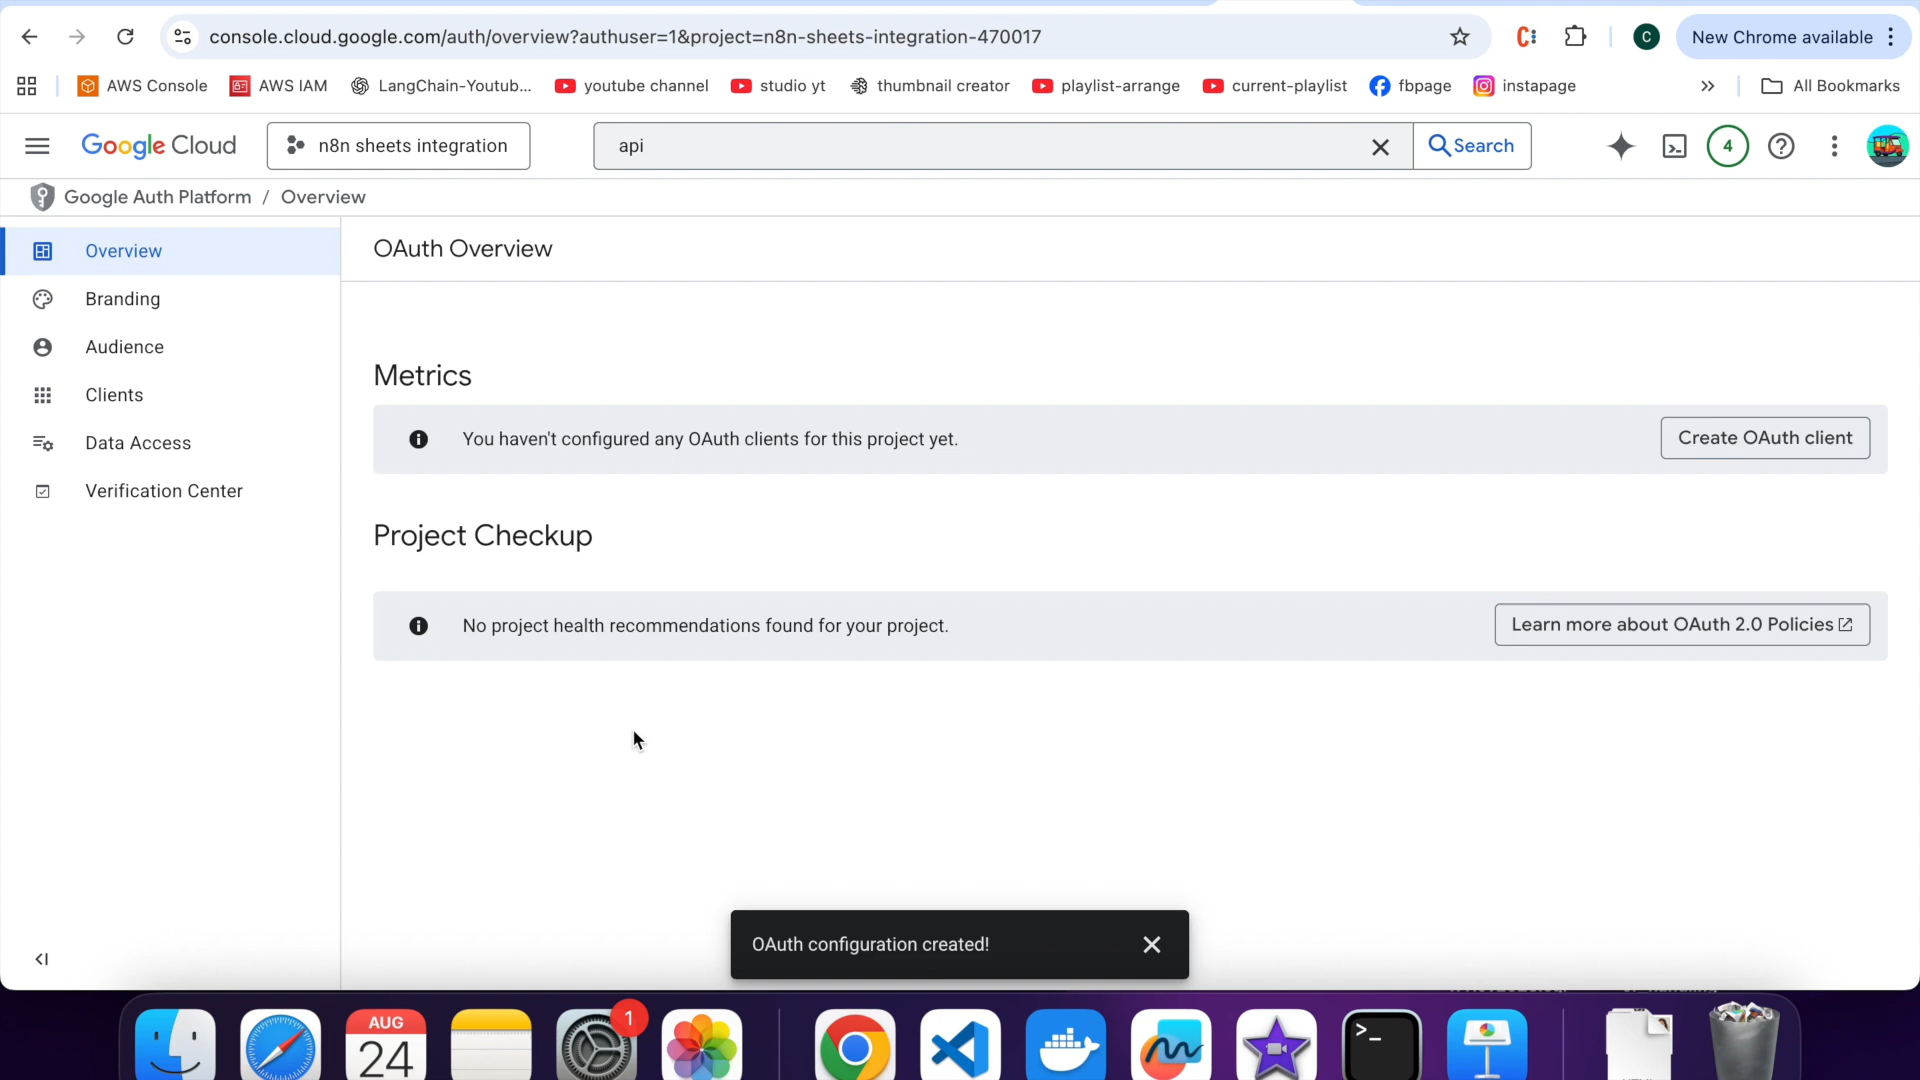 console.cloud.google.com/auth/overview?authuser=1&project=n8n-sheets-integration-470017
C
New Chrome available
AWS Console
AWS IAM
LangChain-Youtub...
youtube channel
studio yt
thumbnail creator
playlist-arrange
current-playlist
fbpage
instapage
All Bookmarks
Google Cloud
n8n sheets integration
api
Search
4
Google Auth Platform / Overview
Overview
Branding
Audience
Clients
Data Access
Verification Center
OAuth Overview
Metrics
You haven't configured any OAuth clients for this project yet.
Create OAuth client
Project Checkup
No project health recommendations found for your project.
Learn more about OAuth 2.0 Policies
OAuth configuration created!
AUG
24
1